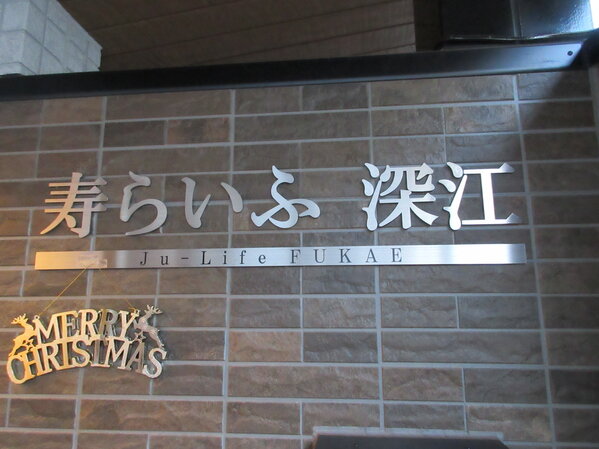 寿らいふ 深江
Ju-Life FUKAE
MERRY
CHRISTMAS